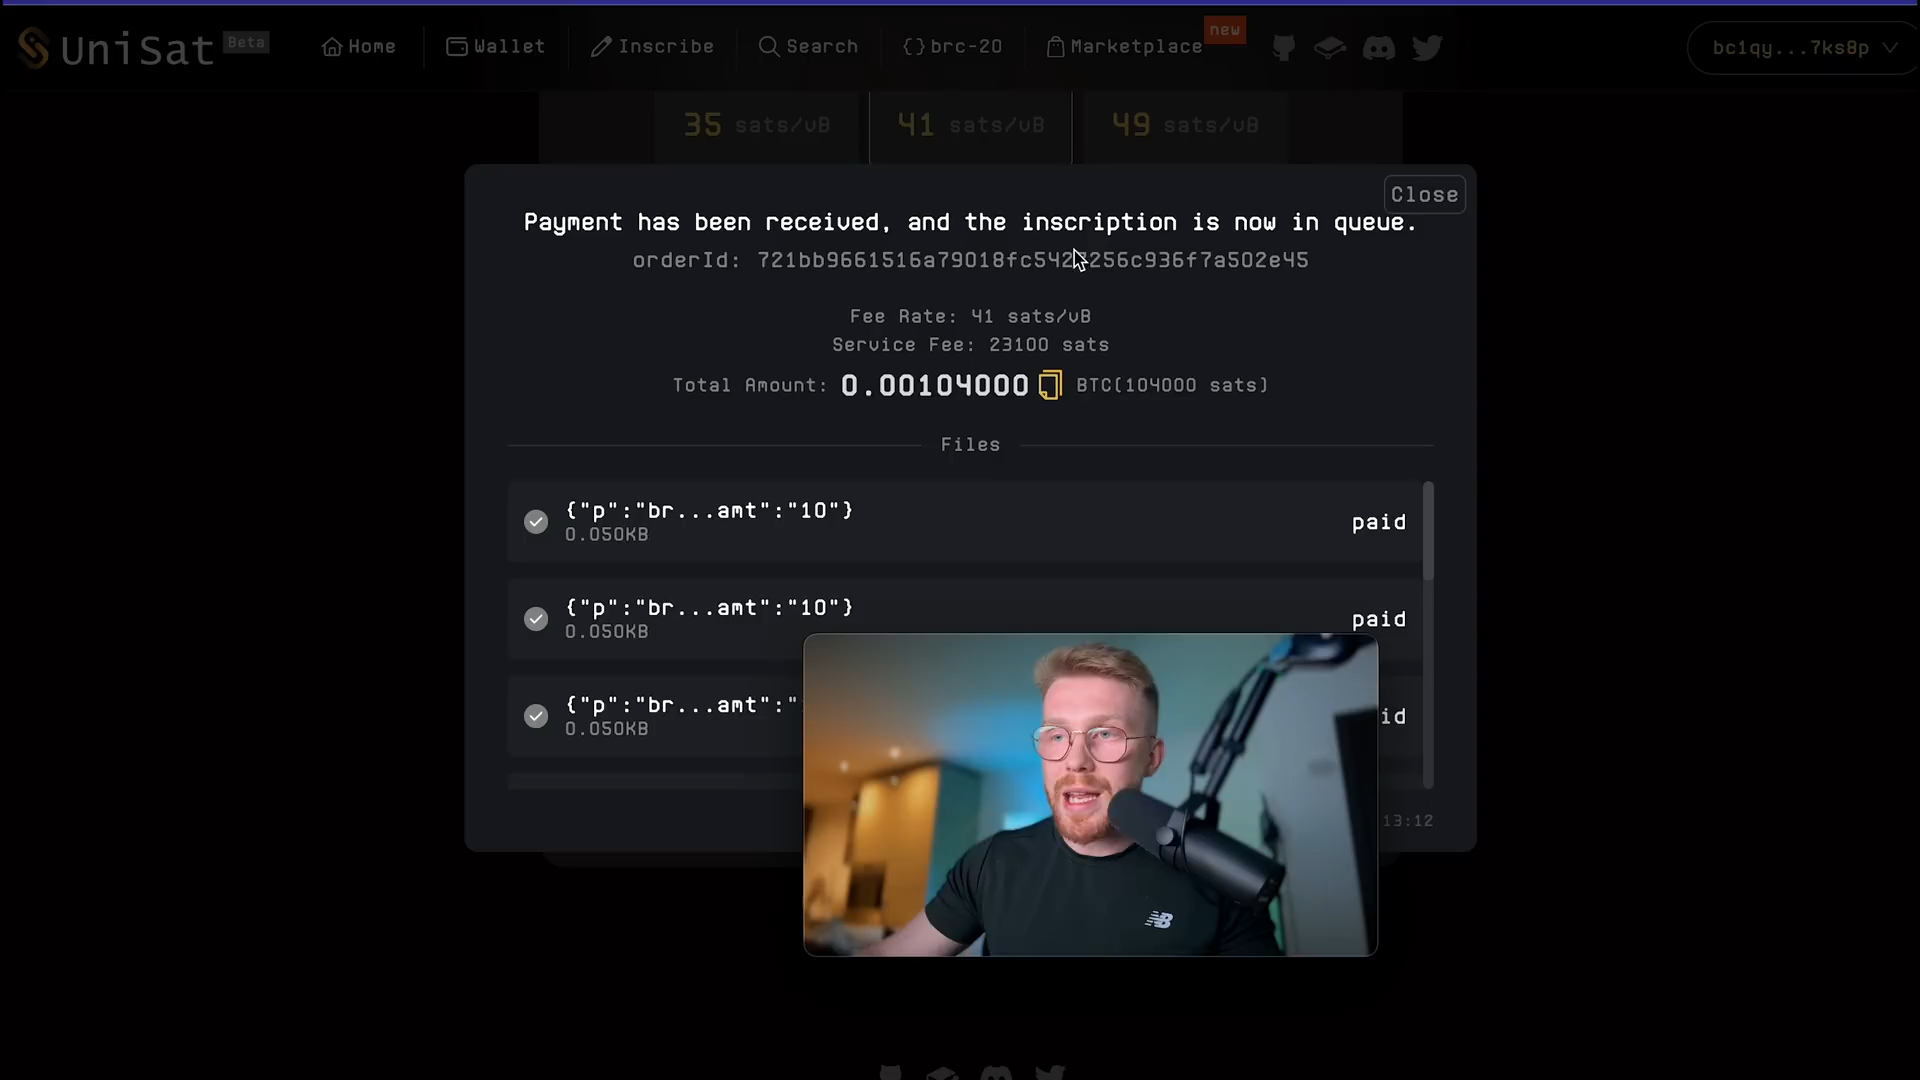 UniSat Beta Home Wallet Inscribe Search brc-20 Marketplace new bc1qy...7ks8p
35 sats/vB 41 sats/vB 49 sats/vB
Close
Payment has been received, and the inscription is now in queue.
orderId:
Fee Rate: 41 sats/vB
Service Fee: 23100 sats
Total Amount: 0.00104000 BTC(104000 sats)
Files
{"p":"br...amt":"10"} paid
0.050KB
{"p":"br...amt":"10"} paid
0.050KB
{"p":"br...amt":" id
0.050KB
13:12